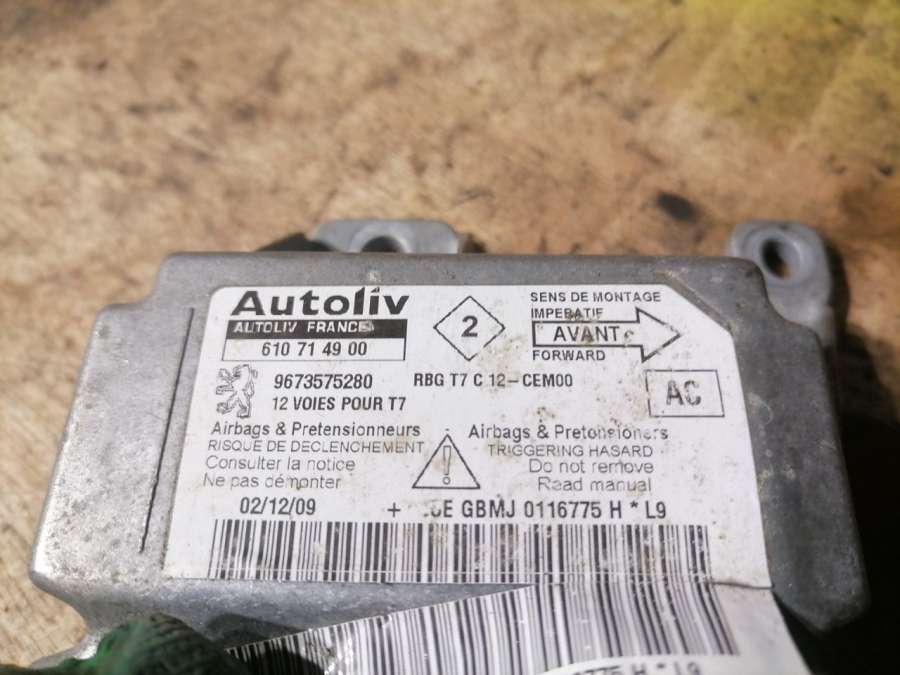 Autoliv
AUTOLIV FRANCE
610 71 49 00
2
SENS DE MONTAGE
IMPERATIF
AVANT
FORWARD
9673575280
RBG T7 C 12-CEM00
12 VOIES POUR T7
AC
Airbags & Pretensionneurs
RISQUE DE DECLENCHEMENT
Consulter la notice
Ne pas démonter
!
Airbags & Pretensioners
TRIGGERING HASARD
Do not remove
Read manual
02/12/09
+ GBMJ 0116775 H * L9
6775 H * L9